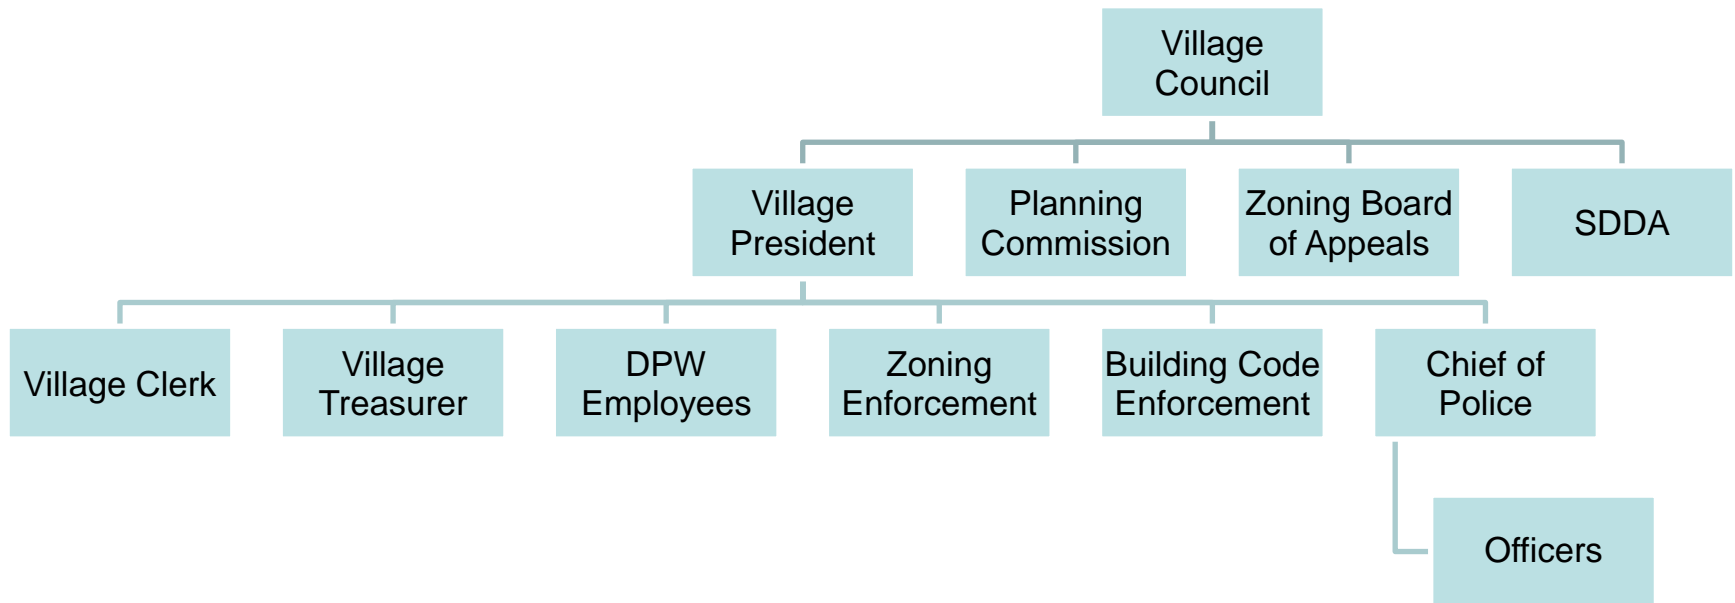 Village
Council
Village
President
Planning
Commission
Zoning Board
of Appeals
SDDA
Village Clerk
Village
Treasurer
DPW
Employees
Zoning
Enforcement
Building Code
Enforcement
Chief of
Police
Officers